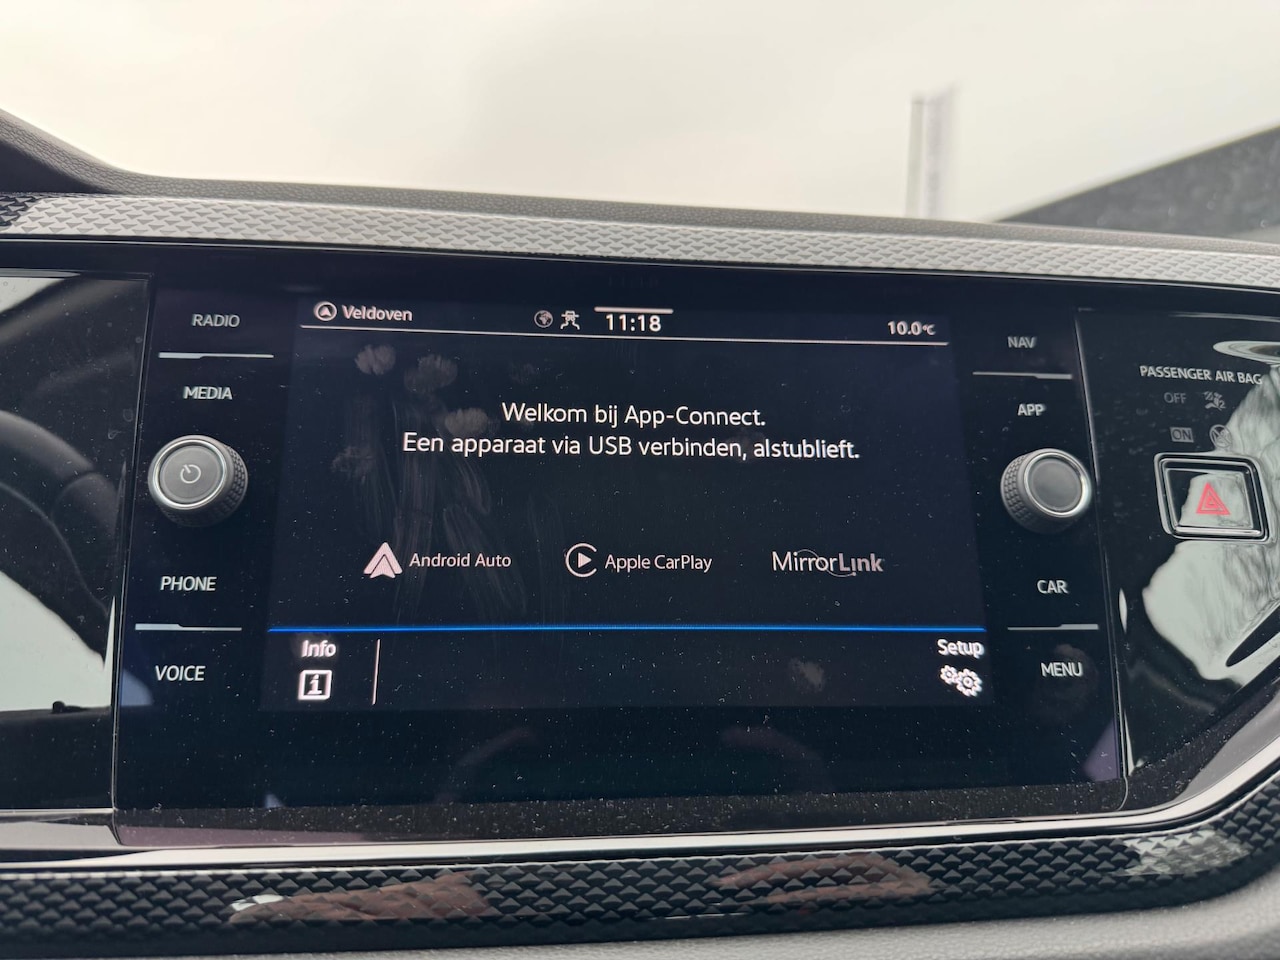 Veldoven
11:18
10.0°C
RADIO
MEDIA
PHONE
VOICE
Welkom bij App-Connect.
Een apparaat via USB verbinden, alstublieft.
Android Auto
Apple CarPlay
MirrorLink
Info
i
Setup
NAV
APP
CAR
MENU
PASSENGER AIR BAG
OFF
ON